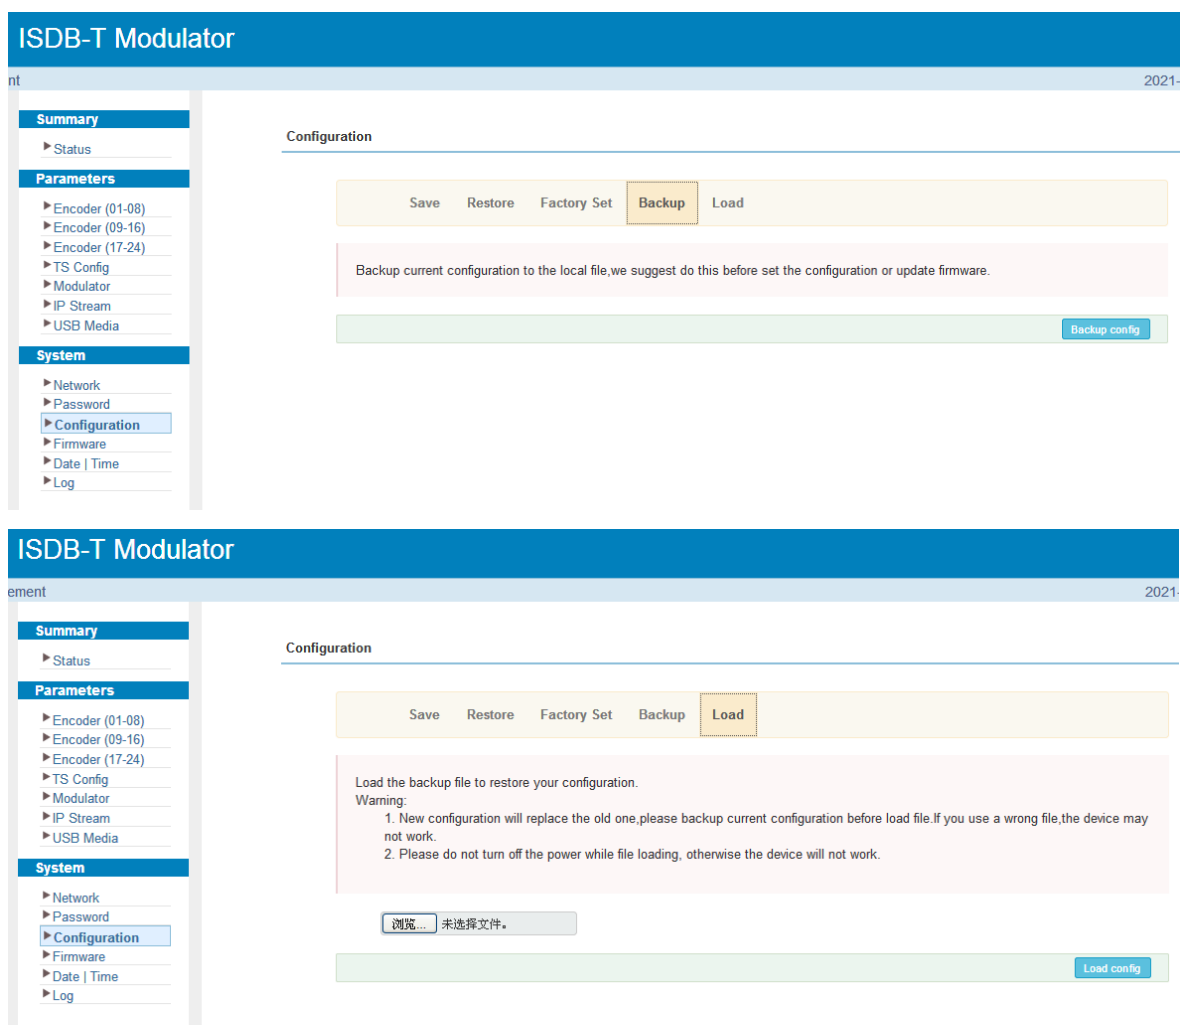 ISDB-T Modulator
nt
2021-
Summary
Status
Parameters
Encoder (01-08)
Encoder (09-16)
Encoder (17-24)
TS Config
Modulator
IP Stream
USB Media
System
Network
Password
Configuration
Firmware
Date | Time
Log
Configuration
Save Restore Factory Set Backup Load
Backup current configuration to the local file,we suggest do this before set the configuration or update firmware.
Backup config
ISDB-T Modulator
ement
2021-
Summary
Status
Parameters
Encoder (01-08)
Encoder (09-16)
Encoder (17-24)
TS Config
Modulator
IP Stream
USB Media
System
Network
Password
Configuration
Firmware
Date | Time
Log
Configuration
Save Restore Factory Set Backup Load
Load the backup file to restore your configuration.
Warning:
1. New configuration will replace the old one,please backup current configuration before load file.If you use a wrong file,the device may
not work.
2. Please do not turn off the power while file loading, otherwise the device will not work.
浏览... 未选择文件。
Load config